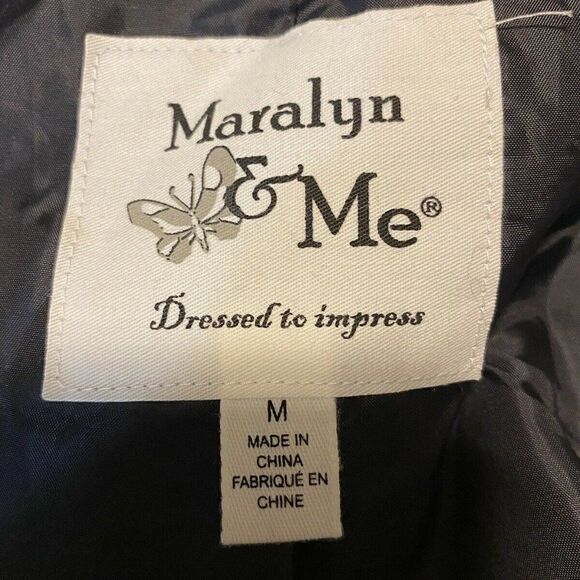 Maralyn
& Me®
Dressed to impress
M
MADE IN
CHINA
FABRIQUÉ EN
CHINE